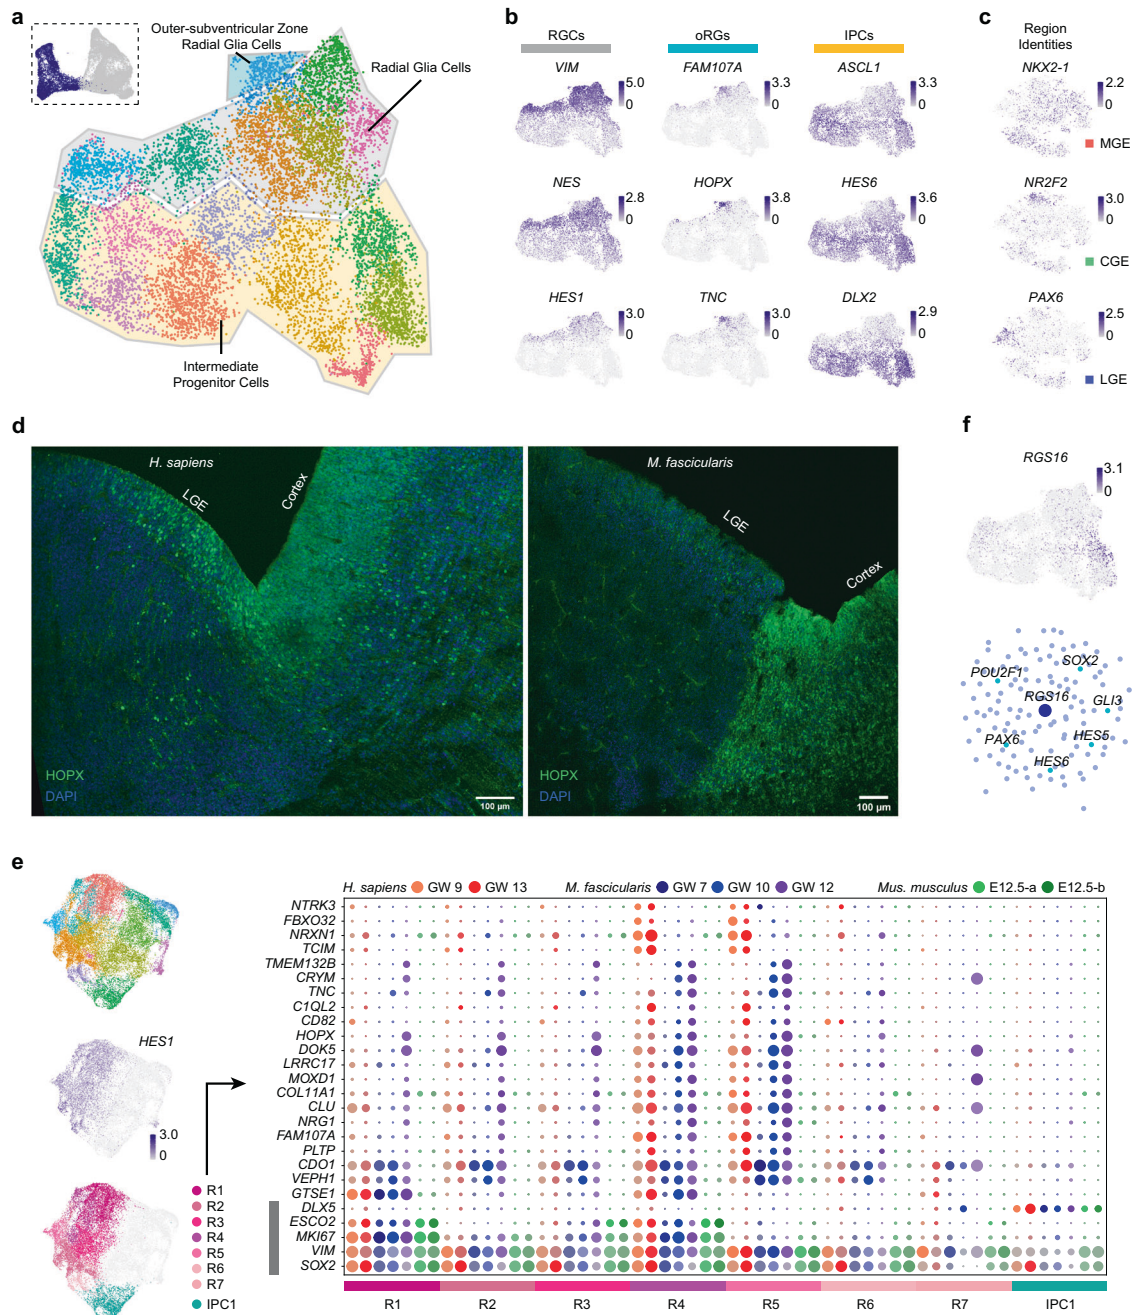 a
Outer-subventricular Zone
Radial Glia Cells
Radial Glia Cells
Intermediate
Progenitor Cells
b
RGCs
oRGs
IPCs
VIM
5.0
0
FAM107A
3.3
0
ASCL1
3.3
0
NES
2.8
0
HOPX
3.8
0
HES6
3.6
0
HES1
3.0
0
TNC
3.0
0
DLX2
2.9
0
c
Region
Identities
NKX2-1
2.2
0
MGE
NR2F2
3.0
0
CGE
PAX6
2.5
0
LGE
d
H. sapiens
LGE
Cortex
HOPX
DAPI
100 µm
M. fascicularis
LGE
Cortex
HOPX
DAPI
100 µm
f
RGS16
3.1
0
POU2F1
SOX2
RGS16
GLI3
PAX6
HES5
HES6
e
HES1
3.0
0
R1
R2
R3
R4
R5
R6
R7
IPC1
H. sapiens GW 9 GW 13 M. fascicularis GW 7 GW 10 GW 12 Mus. musculus E12.5-a E12.5-b
NTRK3
FBXO32
NRXN1
TCIM
TMEM132B
CRYM
TNC
C1QL2
CD82
HOPX
DOK5
LRRC17
MOXD1
COL11A1
CLU
NRG1
FAM107A
PLTP
CDO1
VEPH1
GTSE1
DLX5
ESCO2
MKI67
VIM
SOX2
R1 R2 R3 R4 R5 R6 R7 IPC1